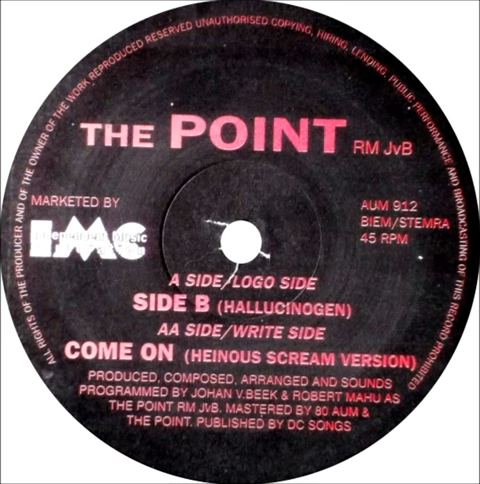 ALL RIGHTS OF THE PRODUCER AND OF THE OWNER OF THE WORK REPRODUCED RESERVED UNAUTHORISED COPYING, HIRING, LENDING, PUBLIC PERFORMANCE AND BROADCASTING OF THIS RECORD PROHIBITED
THE POINT RM JvB
MARKETED BY
IMC
Independent Music
AUM 912
BIEM/STEMRA
45 RPM
A SIDE/LOGO SIDE
SIDE B (HALLUCINOGEN)
AA SIDE/WRITE SIDE
COME ON (HEINOUS SCREAM VERSION)
PRODUCED, COMPOSED, ARRANGED AND SOUNDS
PROGRAMMED BY JOHAN V.BEEK & ROBERT MAHU AS
THE POINT RM JvB. MASTERED BY 80 AUM &
THE POINT. PUBLISHED BY DC SONGS